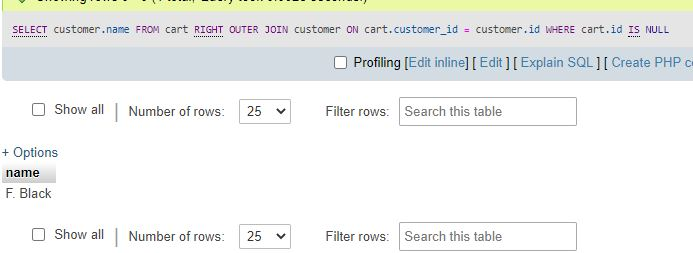 SELECT customer.name FROM cart RIGHT OUTER JOIN customer ON cart.customer_id = customer.id WHERE cart.id IS NULL
Profiling [Edit inline] [ Edit ] [ Explain SQL ] [ Create PHP
Show all Number of rows: 25 Filter rows: Search this table
+ Options
name
F. Black
Show all Number of rows: 25 Filter rows: Search this table